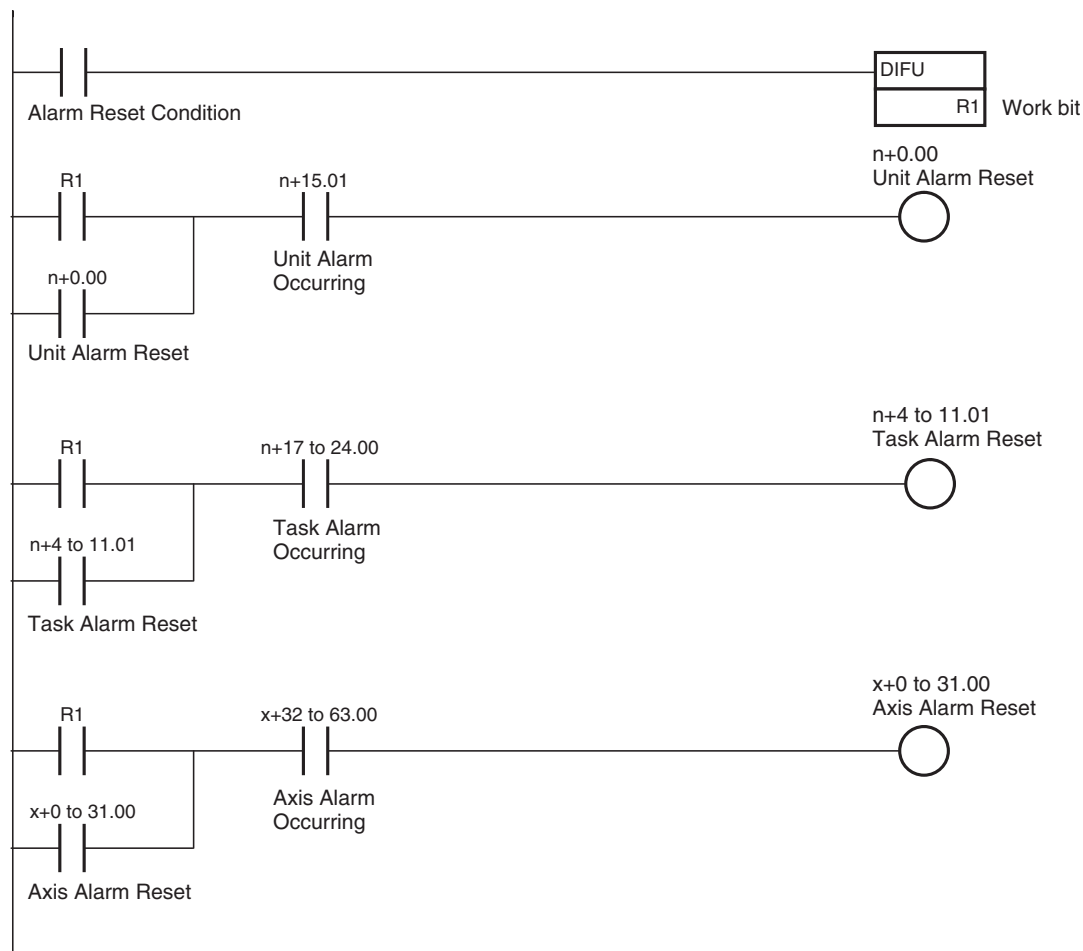 DIFU
Alarm Reset Condition
R1
Work bit
n+0.00
Unit Alarm Reset
R1
n+15.01
Unit Alarm
Occurring
n+0.00
Unit Alarm Reset
n+4 to 11.01
Task Alarm Reset
R1
n+17 to 24.00
Task Alarm
Occurring
n+4 to 11.01
Task Alarm Reset
x+0 to 31.00
Axis Alarm Reset
R1
x+32 to 63.00
Axis Alarm
Occurring
x+0 to 31.00
Axis Alarm Reset